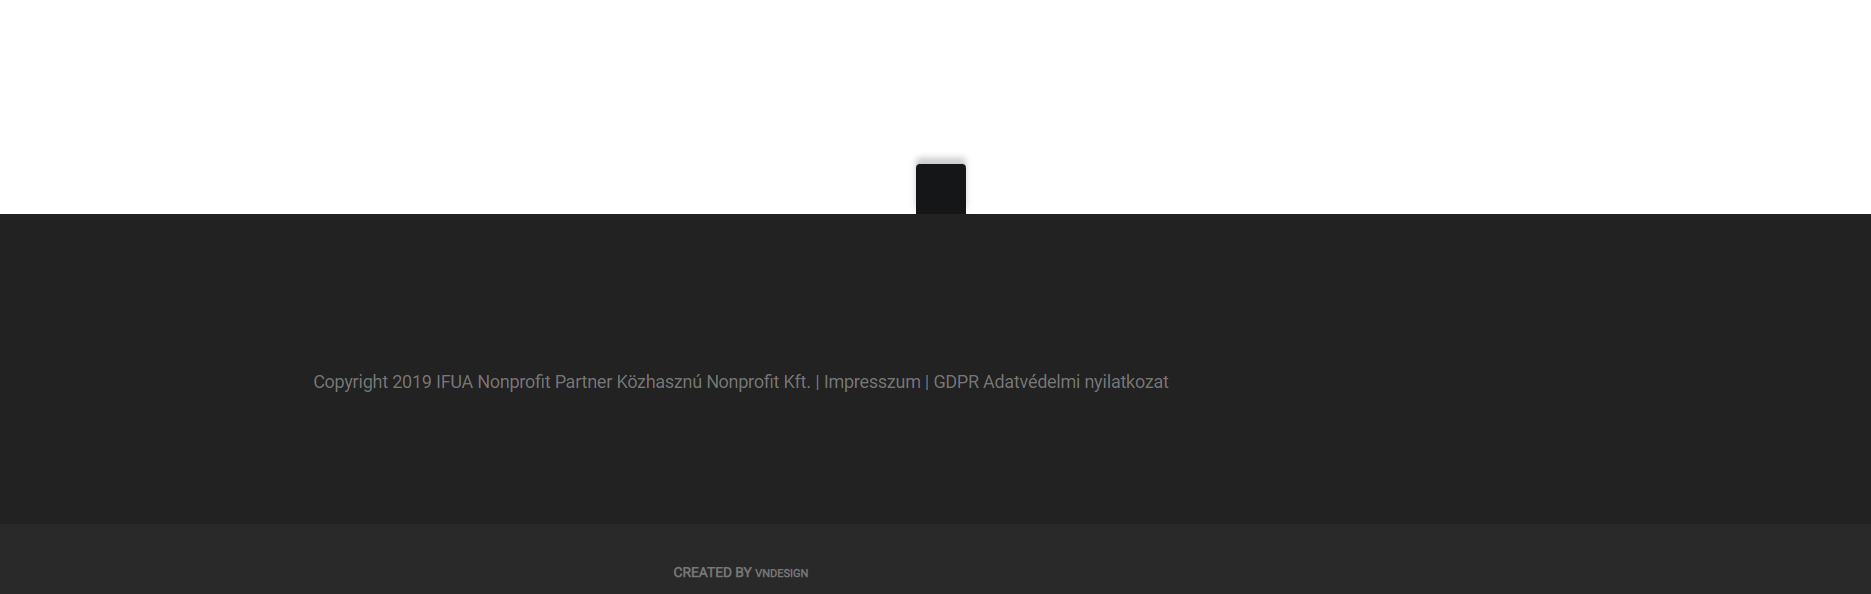 Copyright 2019 IFUA Nonprofit Partner Közhasznú Nonprofit Kft. | Impresszum | GDPR Adatvédelmi nyilatkozat
CREATED BY VNDESIGN